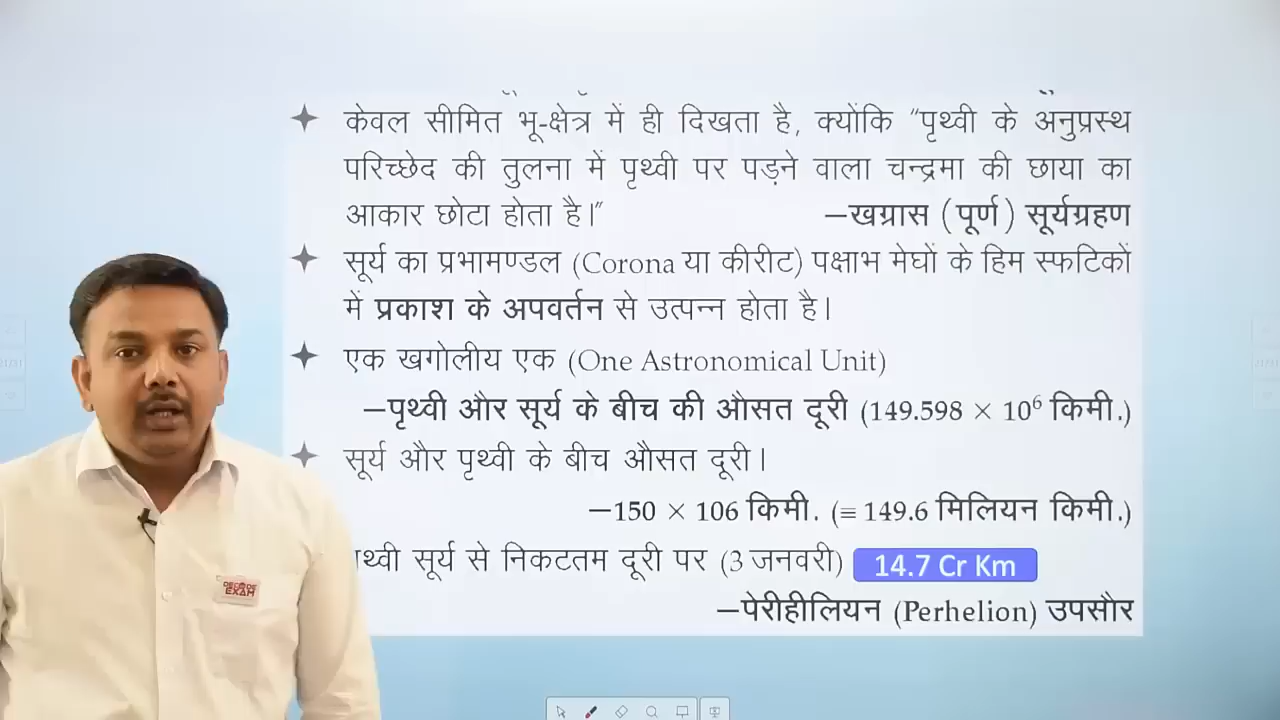 केवल सीमित भू-क्षेत्र में ही दिखता है, क्योंकि "पृथ्वी के अनुप्रस्थ
परिच्छेद की तुलना में पृथ्वी पर पड़ने वाला चन्द्रमा की छाया का
आकार छोटा होता है।" –खग्रास (पूर्ण) सूर्यग्रहण
सूर्य का प्रभामण्डल (Corona या कीरीट) पक्षाभ मेघों के हिम स्फटिकों
में प्रकाश के अपवर्तन से उत्पन्न होता है।
एक खगोलीय एक (One Astronomical Unit)
–पृथ्वी और सूर्य के बीच की औसत दूरी (149.598 × 10⁶ किमी.)
सूर्य और पृथ्वी के बीच औसत दूरी।
–150 × 106 किमी. (= 149.6 मिलियन किमी.)
सूर्य से निकटतम दूरी पर (3 जनवरी) 14.7 Cr Km
–पेरीहीलियन (Perhelion) उपसौर
DECODE
EXAM